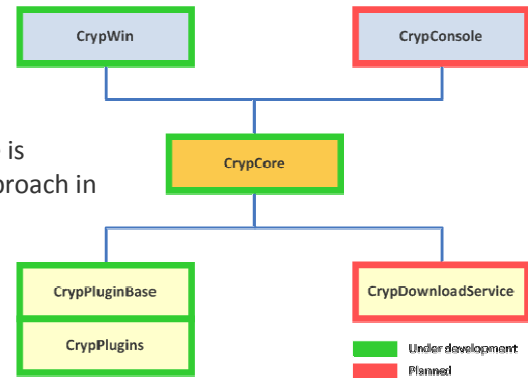 CrypWin
CrypConsole
is
proach in
CrypCore
CrypPluginBase
CrypDownloadService
CrypPlugins
Under development
Planned